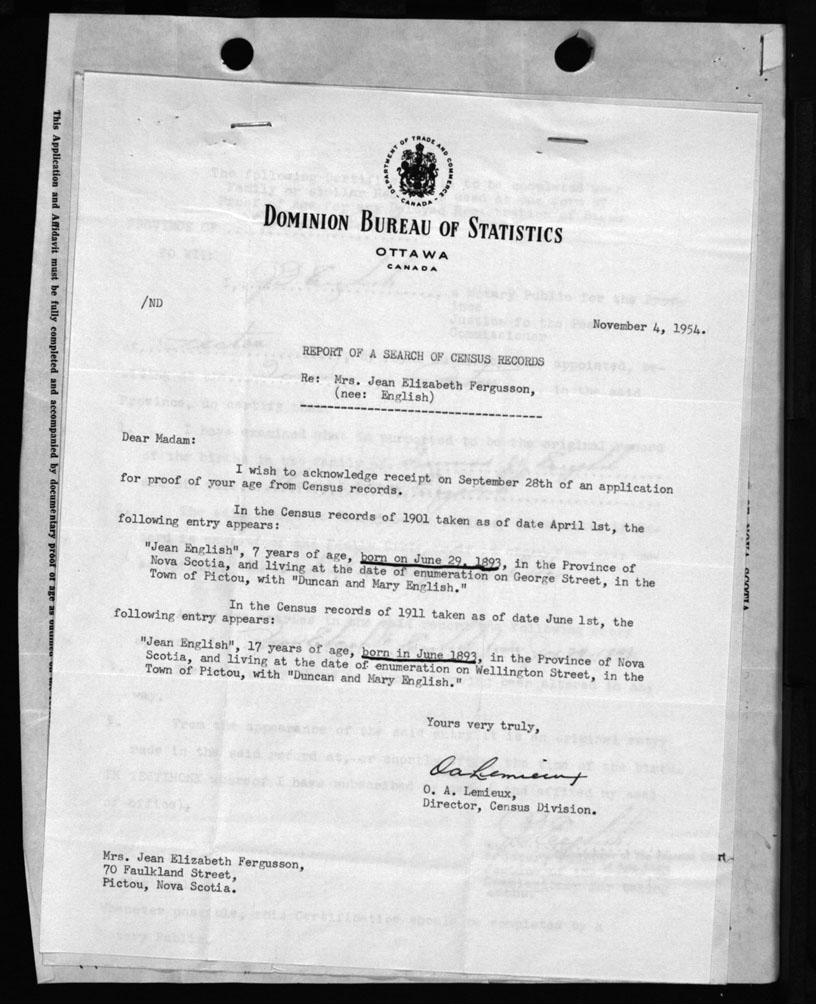 DEPARTMENT OF TRADE AND COMMERCE
- CANADA -
DOMINION BUREAU OF STATISTICS
OTTAWA
CANADA
/ND
November 4, 1954.
REPORT OF A SEARCH OF CENSUS RECORDS
Re: Mrs. Jean Elizabeth Fergusson,
(nee: English)
Dear Madam:
I wish to acknowledge receipt on September 28th of an application
for proof of your age from Census records.
In the Census records of 1901 taken as of date April 1st, the
following entry appears:
"Jean English", 7 years of age, born on June 29, 1893, in the Province of
Nova Scotia, and living at the date of enumeration on George Street, in the
Town of Pictou, with "Duncan and Mary English."
In the Census records of 1911 taken as of date June 1st, the
following entry appears:
"Jean English", 17 years of age, born in June 1893, in the Province of Nova
Scotia, and living at the date of enumeration on Wellington Street, in the
Town of Pictou, with "Duncan and Mary English."
Yours very truly,
OaLemieux
O. A. Lemieux,
Director, Census Division.
Mrs. Jean Elizabeth Fergusson,
70 Faulkland Street,
Pictou, Nova Scotia.
This Application and Affidavit must be fully completed and accompanied by documentary proof of age as